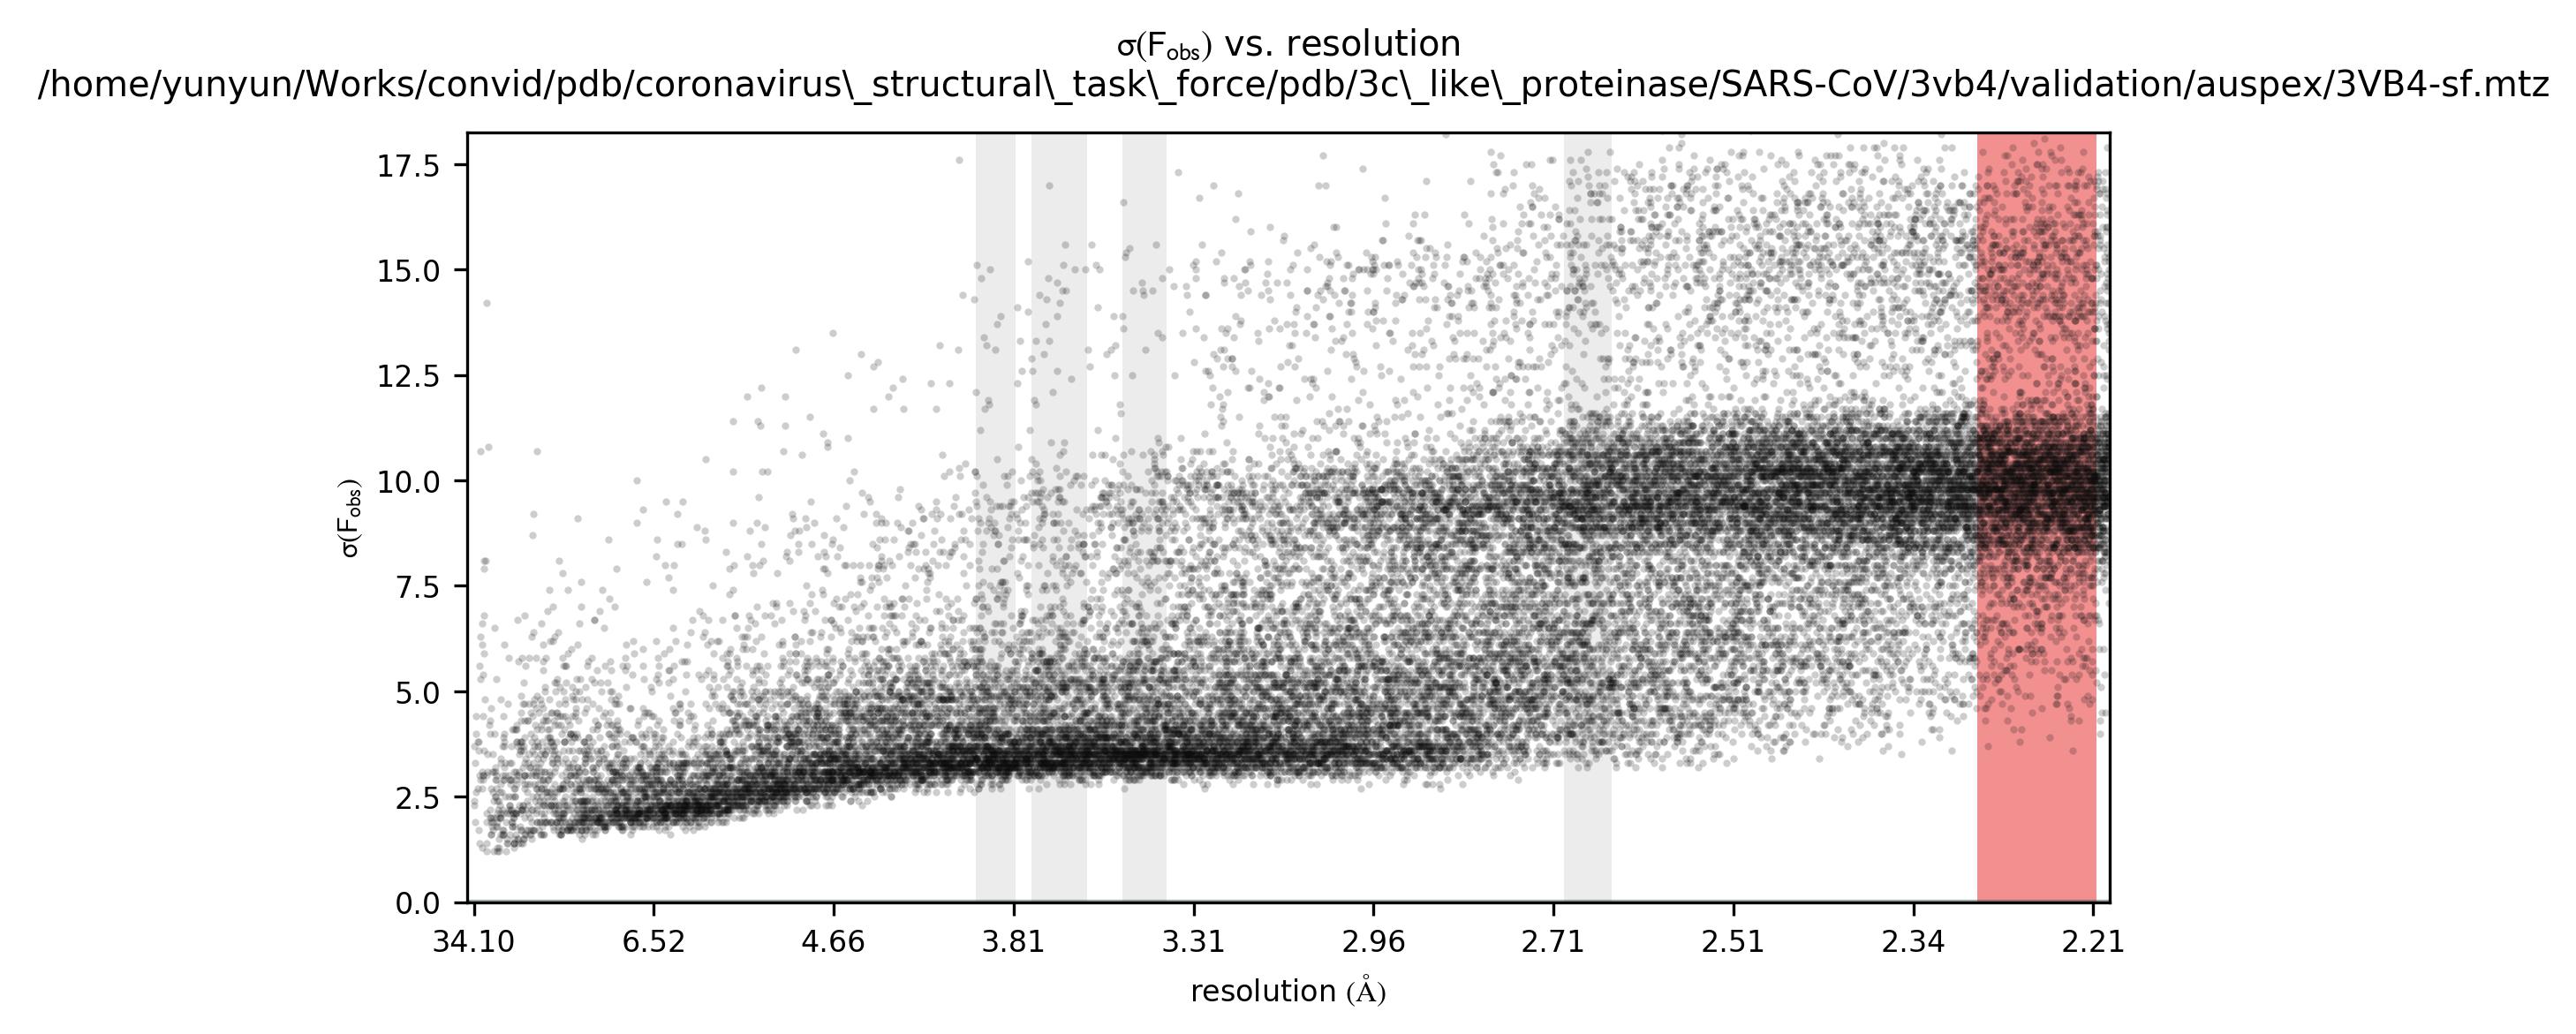 σ(Fobs) vs. resolution
/home/yunyun/Works/convid/pdb/coronavirus\_structural\_task\_force/pdb/3c\_like\_proteinase/SARS-CoV/3vb4/validation/auspex/3VB4-sf.mtz
17.5
15.0
12.5
10.0
7.5
5.0
2.5
0.0
σ(Fobs)
34.10 6.52 4.66 3.81 3.31 2.96 2.71 2.51 2.34 2.21
resolution (Å)